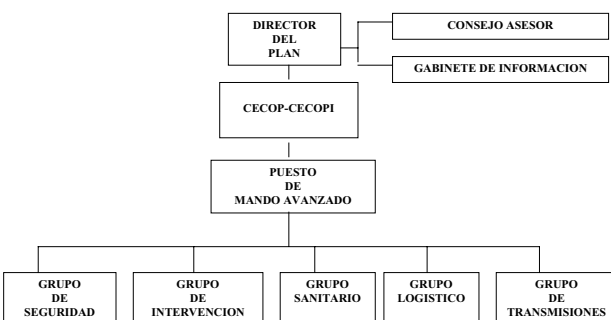 DIRECTOR
DEL
PLAN
CONSEJO ASESOR
GABINETE DE INFORMACION
CECOP-CECOPI
PUESTO
DE
MANDO AVANZADO
GRUPO
DE
SEGURIDAD
GRUPO
DE
INTERVENCION
GRUPO
SANITARIO
GRUPO
LOGISTICO
GRUPO
DE
TRANSMISIONES